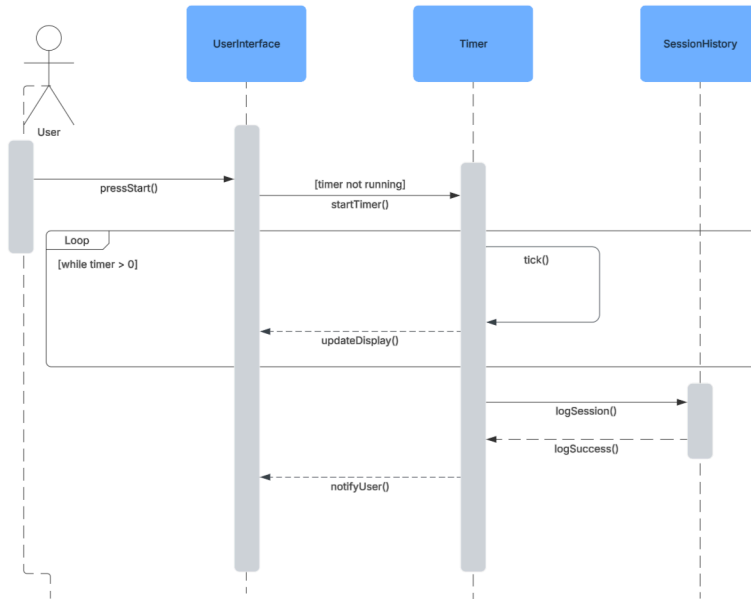 UserInterface
Timer
SessionHistory
User
pressStart()
[timer not running]
startTimer()
Loop
[while timer > 0]
tick()
updateDisplay()
logSession()
logSuccess()
notifyUser()